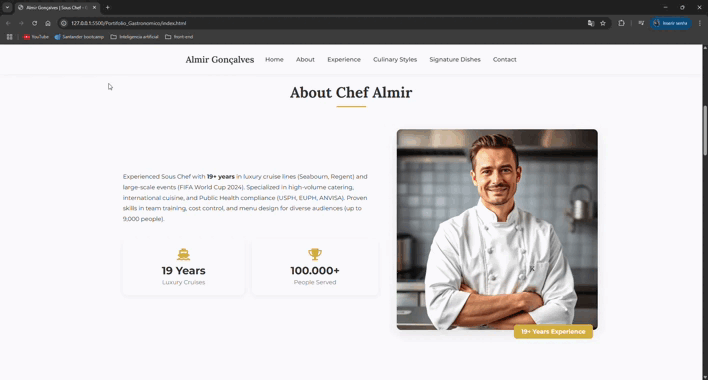 Almir Gonçalves | Sous Chef – C
127.0.0.1:5500/Portfolio_Gastronomico/index.html
Inserir senha
YouTube Santander bootcamp Inteligencia artificial front-end
Almir Gonçalves Home About Experience Culinary Styles Signature Dishes Contact
About Chef Almir
Experienced Sous Chef with 19+ years in luxury cruise lines (Seabourn, Regent) and
large-scale events (FIFA World Cup 2024). Specialized in high-volume catering,
international cuisine, and Public Health compliance (USPH, EUPH, ANVISA). Proven
skills in team training, cost control, and menu design for diverse audiences (up to
9,000 people).
19 Years
Luxury Cruises
100.000+
People Served
19+ Years Experience